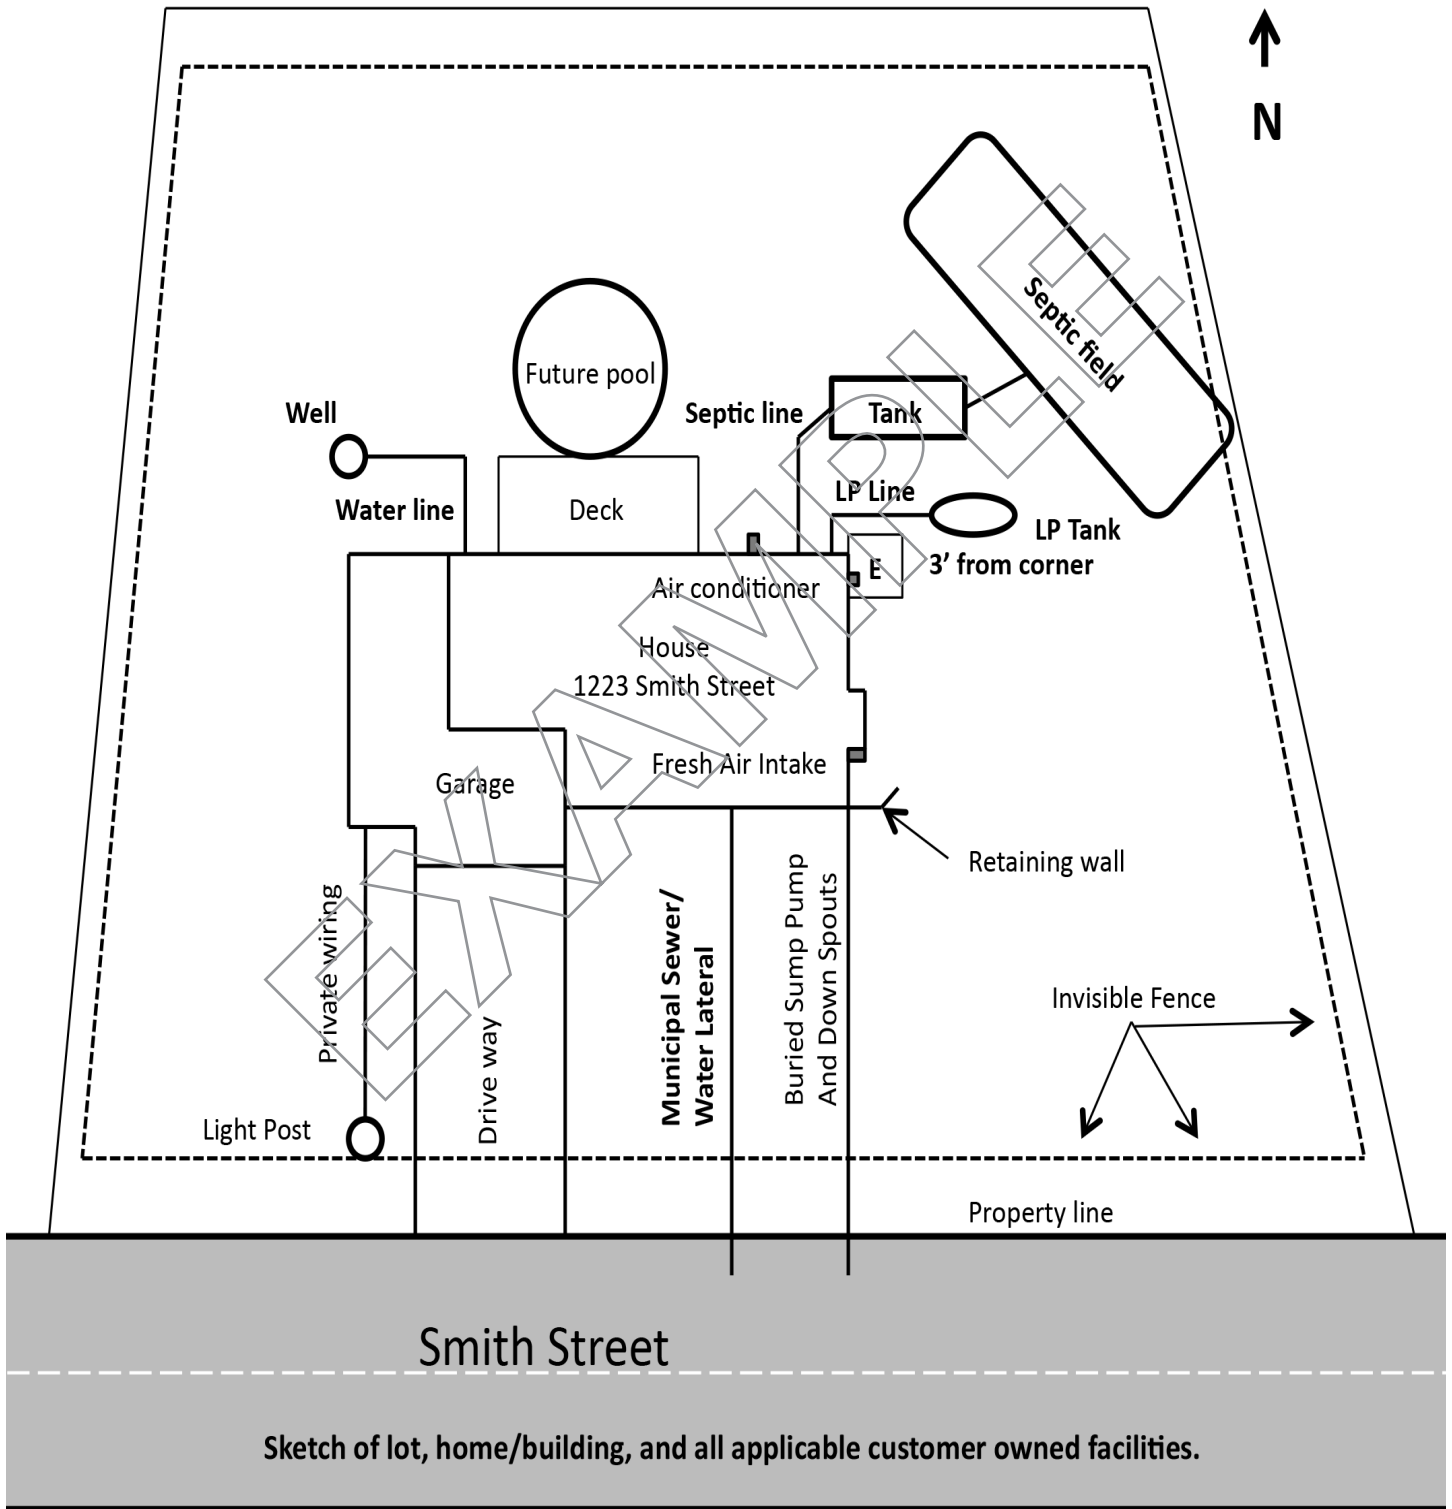 N
Septic field
Future pool
Well
Septic line
Tank
Water line
Deck
LP Line
LP Tank
3’ from corner
E
Air conditioner
House
1223 Smith Street
Fresh Air Intake
Garage
Retaining wall
Private wiring
Drive way
Municipal Sewer/
Water Lateral
Buried Sump Pump
And Down Spouts
Invisible Fence
Light Post
Property line
EXAMPLE
Smith Street
Sketch of lot, home/building, and all applicable customer owned facilities.